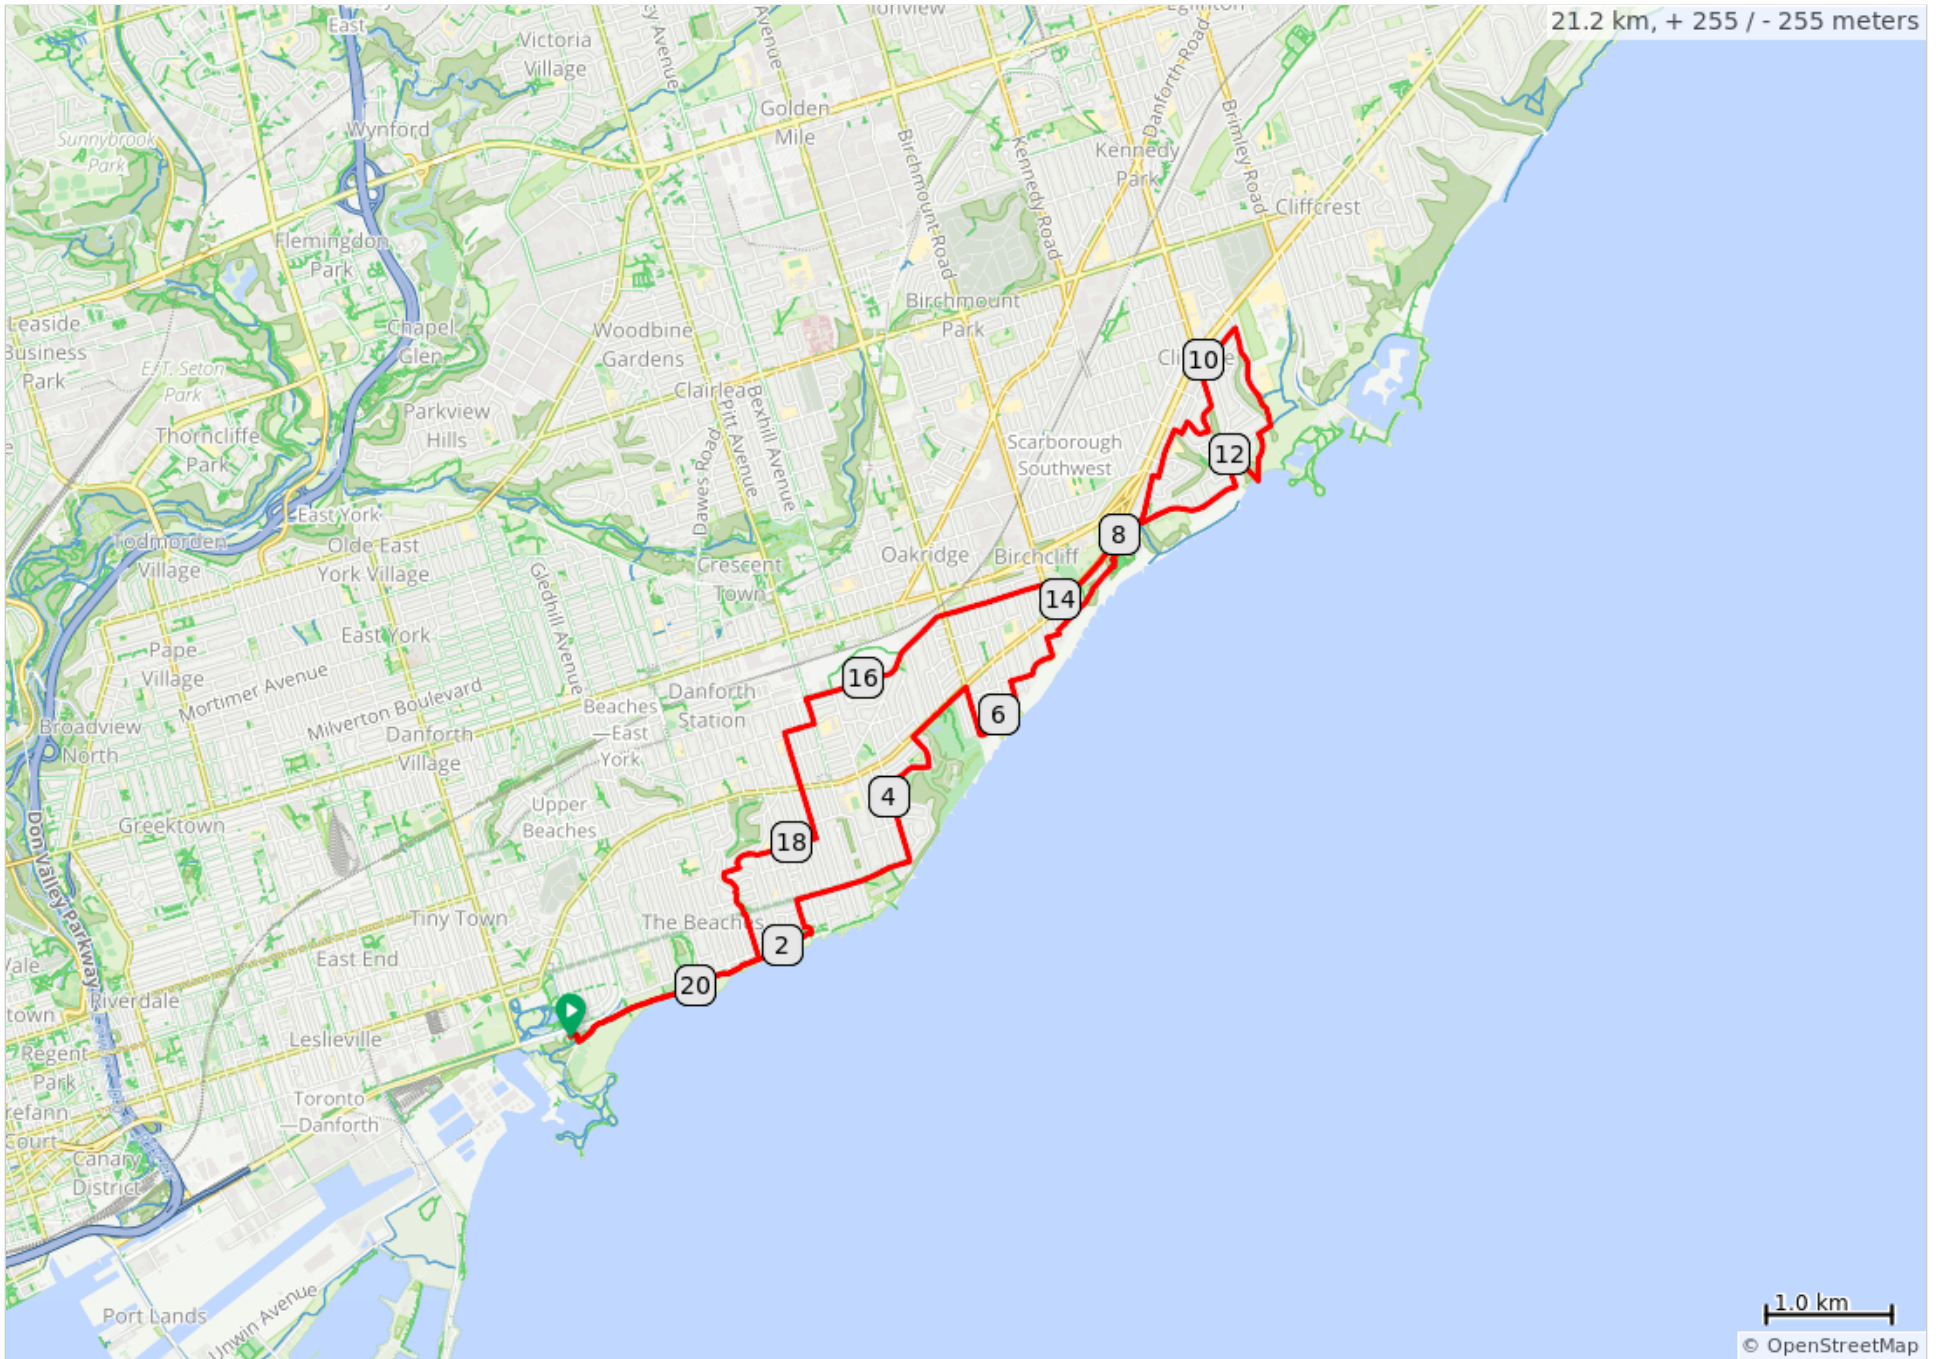 21.2 km, + 255 / - 255 meters
East
Victoria
Village
Avenue
Golden
Mile
Danforth Road
Brimley Road
Sunnybrook
Park
Wynford
Birchmount Road
Kennedy Road
Kennedy
Park
Cliffcrest
Flemingdon
Park
Birchmount
Park
Leaside
Business
Park
Chapel
Glen
Woodbine
Gardens
E.T. Seton
Park
10
Clairlea
Pitt Avenue
Bexhill Avenue
Parkview
Hills
Thorncliffe
Park
Dawes Road
Scarborough
Southwest
12
East York
Todmorden
Village
Olde East
York Village
Crescent
Town
Oakridge
Birchcliff
8
Gledhill Avenue
14
East York
Pape
Village
Mortimer Avenue
Milverton Boulevard
16
Danforth
Station
Beaches
—East
York
6
Broadview
North
Danforth
Village
4
Upper
Beaches
Greektown
18
Don Valley Parkway
Tiny Town
The Beaches
2
East End
20
Riverdale
Leslieville
Regent
Park
Toronto
—Danforth
Court
Canary
District
Port Lands
Unwin Avenue
1.0 km
© OpenStreetMap